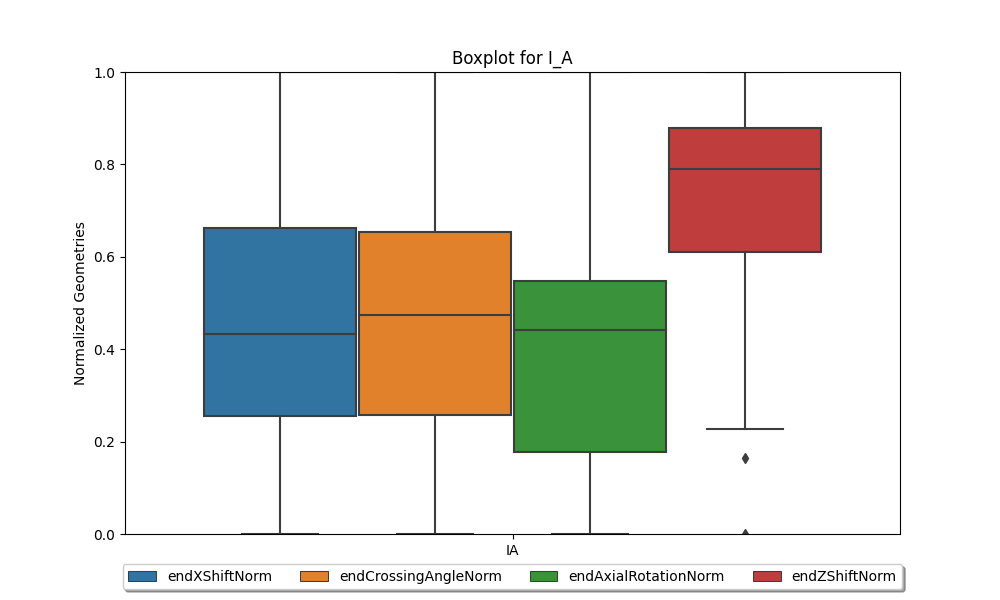 Boxplot for I_A
1.0
0.8
0.6
0.4
0.2
0.0
Normalized Geometries
IA
endXShiftNorm endCrossingAngleNorm endAxialRotationNorm endZShiftNorm